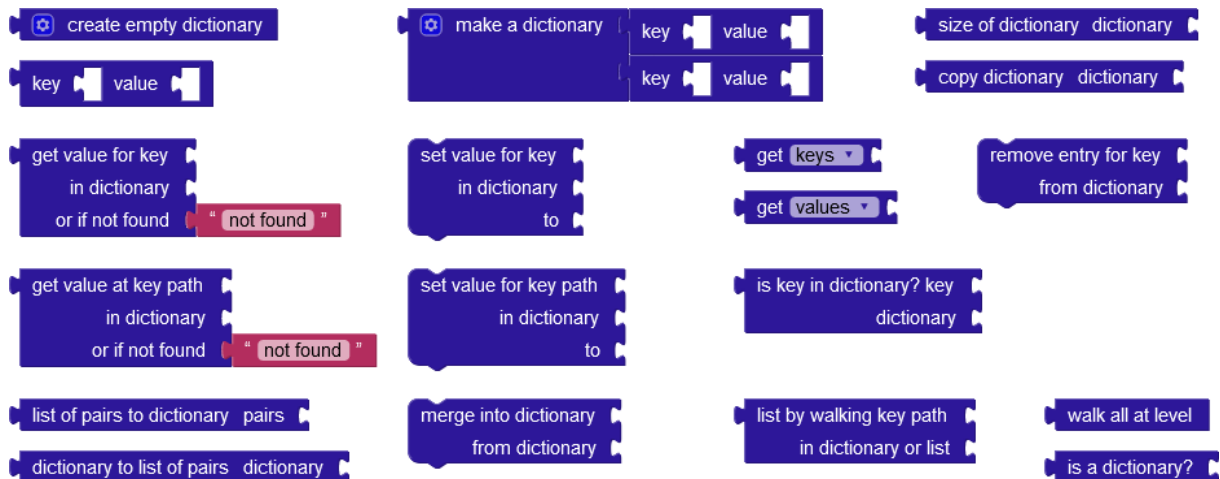 create empty dictionary
key value
make a dictionary key value
key value
size of dictionary dictionary
copy dictionary dictionary
get value for key
in dictionary
or if not found " not found "
set value for key
in dictionary
to
get keys
get values
remove entry for key
from dictionary
get value at key path
in dictionary
or if not found " not found "
set value for key path
in dictionary
to
is key in dictionary? key
dictionary
list of pairs to dictionary pairs
dictionary to list of pairs dictionary
merge into dictionary
from dictionary
list by walking key path
in dictionary or list
walk all at level
is a dictionary?